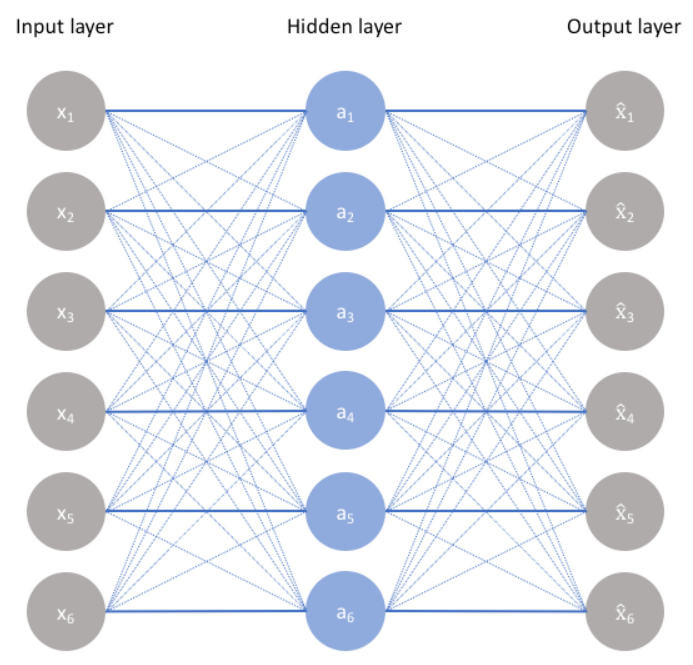 Input layer Hidden layer Output layer
x₁ a₁ x̂₁
x₂ a₂ x̂₂
x₃ a₃ x̂₃
x₄ a₄ x̂₄
x₅ a₅ x̂₅
x₆ a₆ x̂₆